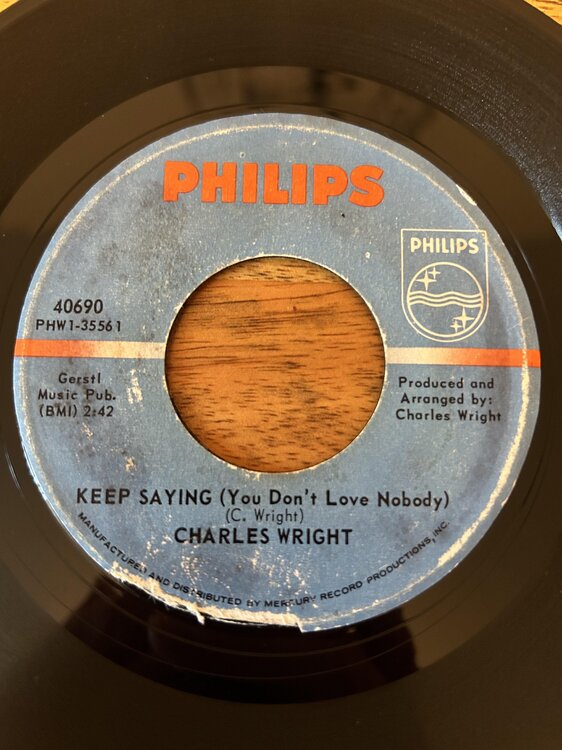 PHILIPS
PHILIPS
40690
PHW1-35561
Gerstl
Music Pub.
(BMI) 2:42
Produced and
Arranged by:
Charles Wright
KEEP SAYING (You Don't Love Nobody)
(C. Wright)
CHARLES WRIGHT
MANUFACTURED AND DISTRIBUTED BY MERCURY RECORD PRODUCTIONS, INC.